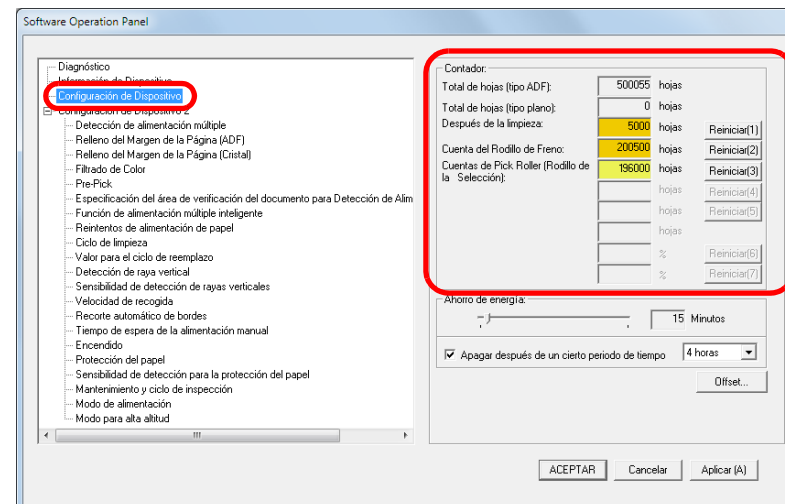 Software Operation Panel
Diagnóstico
Información de Dispositivo
Configuración de Dispositivo
Configuración de Dispositivo 2
Detección de alimentación múltiple
Relleno del Margen de la Página (ADF)
Relleno del Margen de la Página (Cristal)
Filtrado de Color
Pre-Pick
Especificación del área de verificación del documento para Detección de Alim
Función de alimentación múltiple inteligente
Reintentos de alimentación de papel
Ciclo de limpieza
Valor para el ciclo de reemplazo
Detección de raya vertical
Sensibilidad de detección de rayas verticales
Velocidad de recogida
Recorte automático de bordes
Tiempo de espera de la alimentación manual
Encendido
Protección del papel
Sensibilidad de detección para la protección del papel
Mantenimiento y ciclo de inspección
Modo de alimentación
Modo para alta altitud
Contador:
Total de hojas (tipo ADF): 500055 hojas
Total de hojas (tipo plano): 0 hojas
Después de la limpieza: 5000 hojas Reiniciar(1)
Cuenta del Rodillo de Freno: 200500 hojas Reiniciar(2)
Cuentas de Pick Roller (Rodillo de 196000 hojas Reiniciar(3)
la Selección):
hojas Reiniciar(4)
hojas Reiniciar(5)
hojas
% Reiniciar(6)
% Reiniciar(7)
Ahorro de energía:
15 Minutos
Apagar después de un cierto periodo de tiempo 4 horas
Offset...
ACEPTAR Cancelar Aplicar (A)